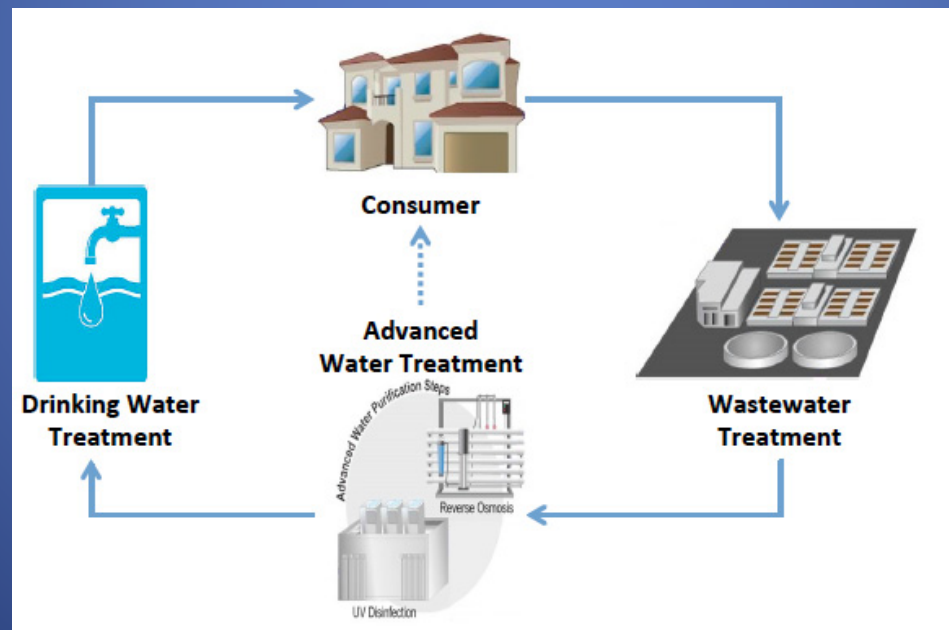 Consumer
Advanced
Water Treatment
Drinking Water
Treatment
Wastewater
Treatment
Advanced Water Purification Steps
Reverse Osmosis
UV Disinfection